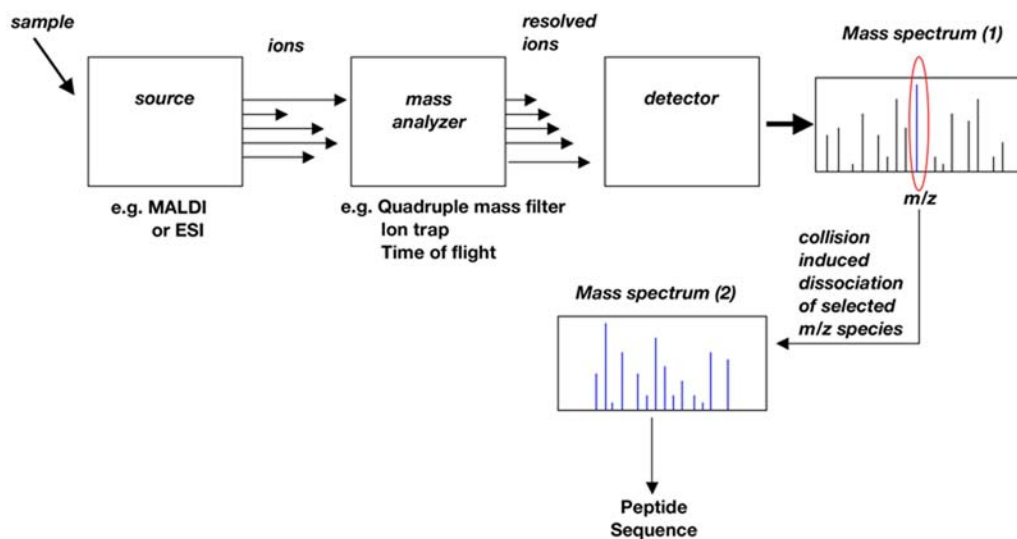 sample
ions
resolved
ions
Mass spectrum (1)
source
mass
analyzer
detector
e.g. MALDI
or ESI
e.g. Quadruple mass filter
Ion trap
Time of flight
m/z
collision
induced
dissociation
of selected
m/z species
Mass spectrum (2)
Peptide
Sequence